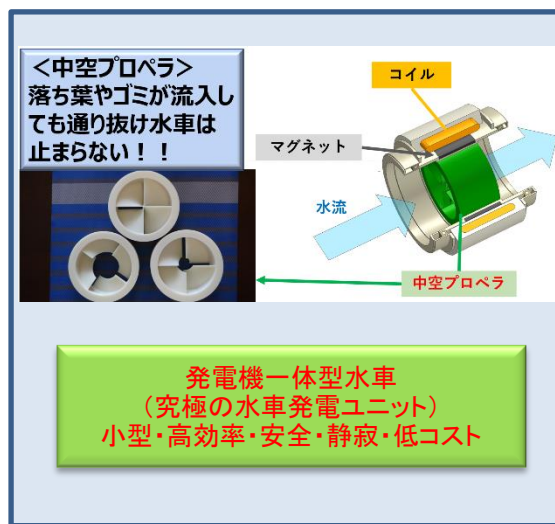 ＜中空プロペラ＞
落ち葉やゴミが流入し
ても通り抜け水車は
止まらない！！
コイル
マグネット
水流
中空プロペラ
発電機一体型水車
（究極の水車発電ユニット）
小型・高効率・安全・静寂・低コスト